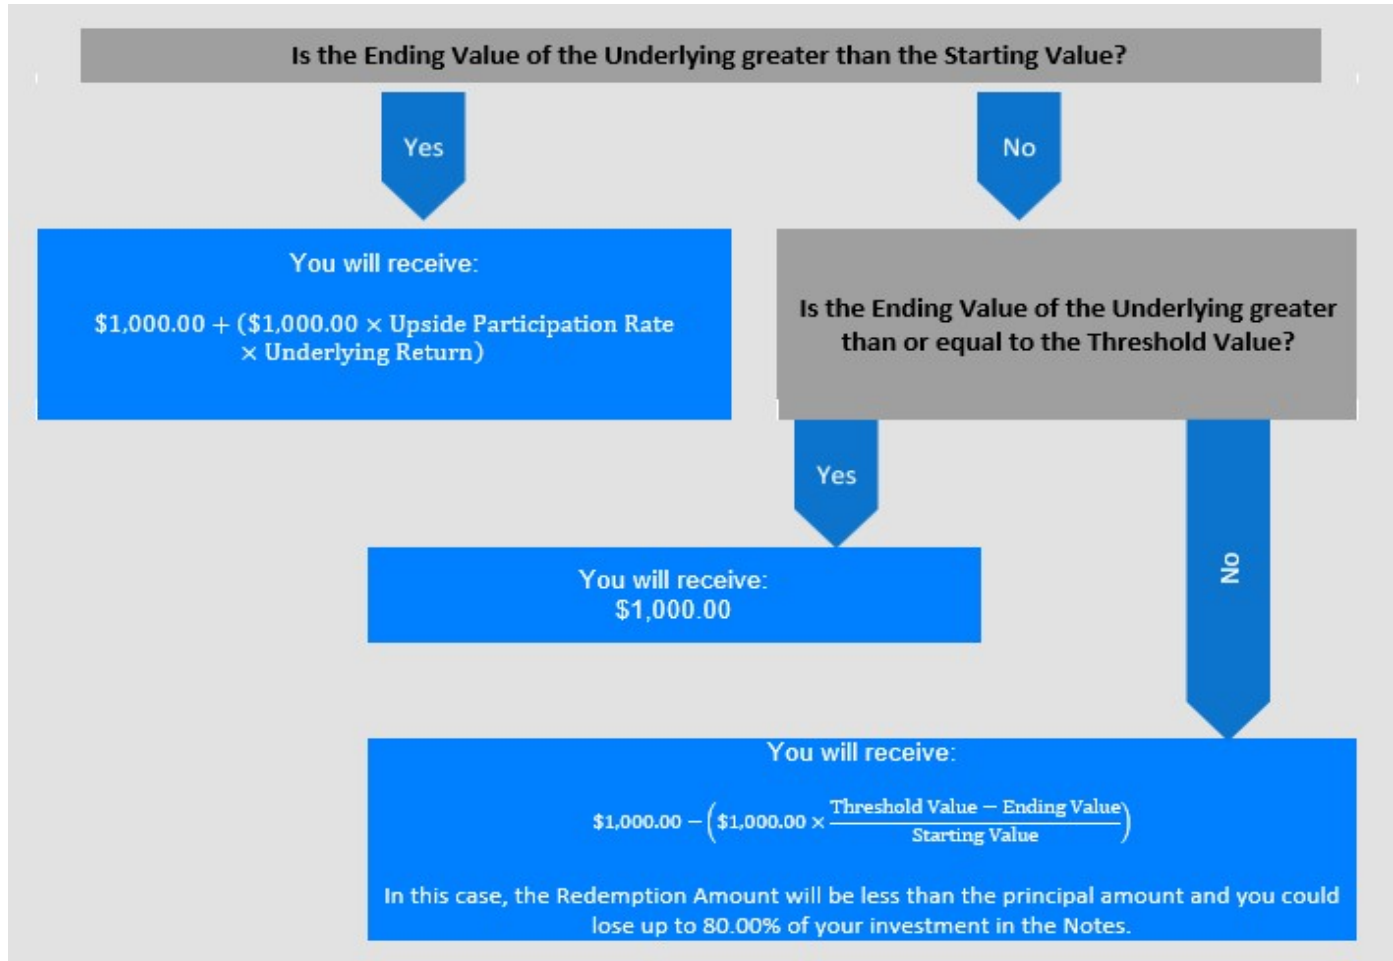 Is the Ending Value of the Underlying greater than the Starting Value?
Yes
No
You will receive:
$1,000.00 + ($1,000.00 × Upside Participation Rate
× Underlying Return)
Is the Ending Value of the Underlying greater
than or equal to the Threshold Value?
Yes
No
You will receive:
$1,000.00
You will receive:
$1,000.00 − ($1,000.00 × Threshold Value − Ending Value
Starting Value)
In this case, the Redemption Amount will be less than the principal amount and you could
lose up to 80.00% of your investment in the Notes.